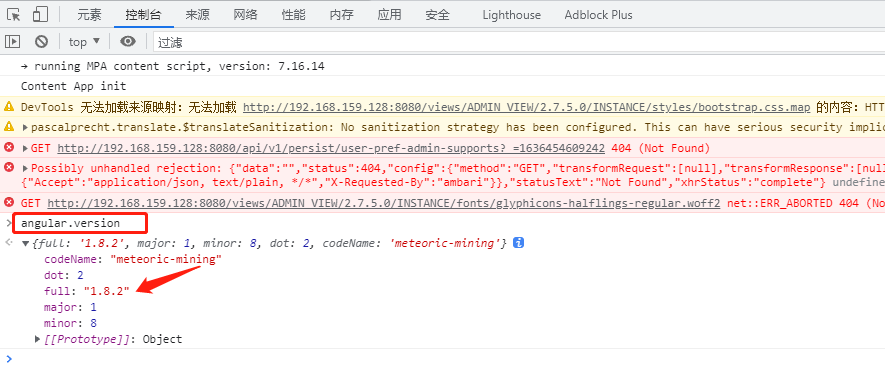 元素 控制台 来源 网络 性能 内存 应用 安全 Lighthouse Adblock Plus
top 过滤
→ running MPA content script, version: 7.16.14
Content App init
DevTools 无法加载来源映射: 无法加载 http://192.168.159.128:8080/views/ADMIN_VIEW/2.7.5.0/INSTANCE/styles/bootstrap.css.map 的内容: HTT
pascalprecht.translate.$translateSanitization: No sanitization strategy has been configured. This can have serious security implic
GET http://192.168.159.128:8080/api/v1/persist/user-pref-admin-supports?_=1636454609242 404 (Not Found)
Possibly unhandled rejection: {"data":"","status":404,"config":{"method":"GET","transformRequest":[null],"transformResponse":[null
{"Accept":"application/json, text/plain, */*","X-Requested-By":"ambari"}},"statusText":"Not Found","xhrStatus":"complete"} undefine
GET http://192.168.159.128:8080/views/ADMIN_VIEW/2.7.5.0/INSTANCE/fonts/glyphicons-halflings-regular.woff2 net::ERR_ABORTED 404 (No
angular.version
{full: '1.8.2', major: 1, minor: 8, dot: 2, codeName: 'meteoric-mining'}
codeName: "meteoric-mining"
dot: 2
full: "1.8.2"
major: 1
minor: 8
[[Prototype]]: Object